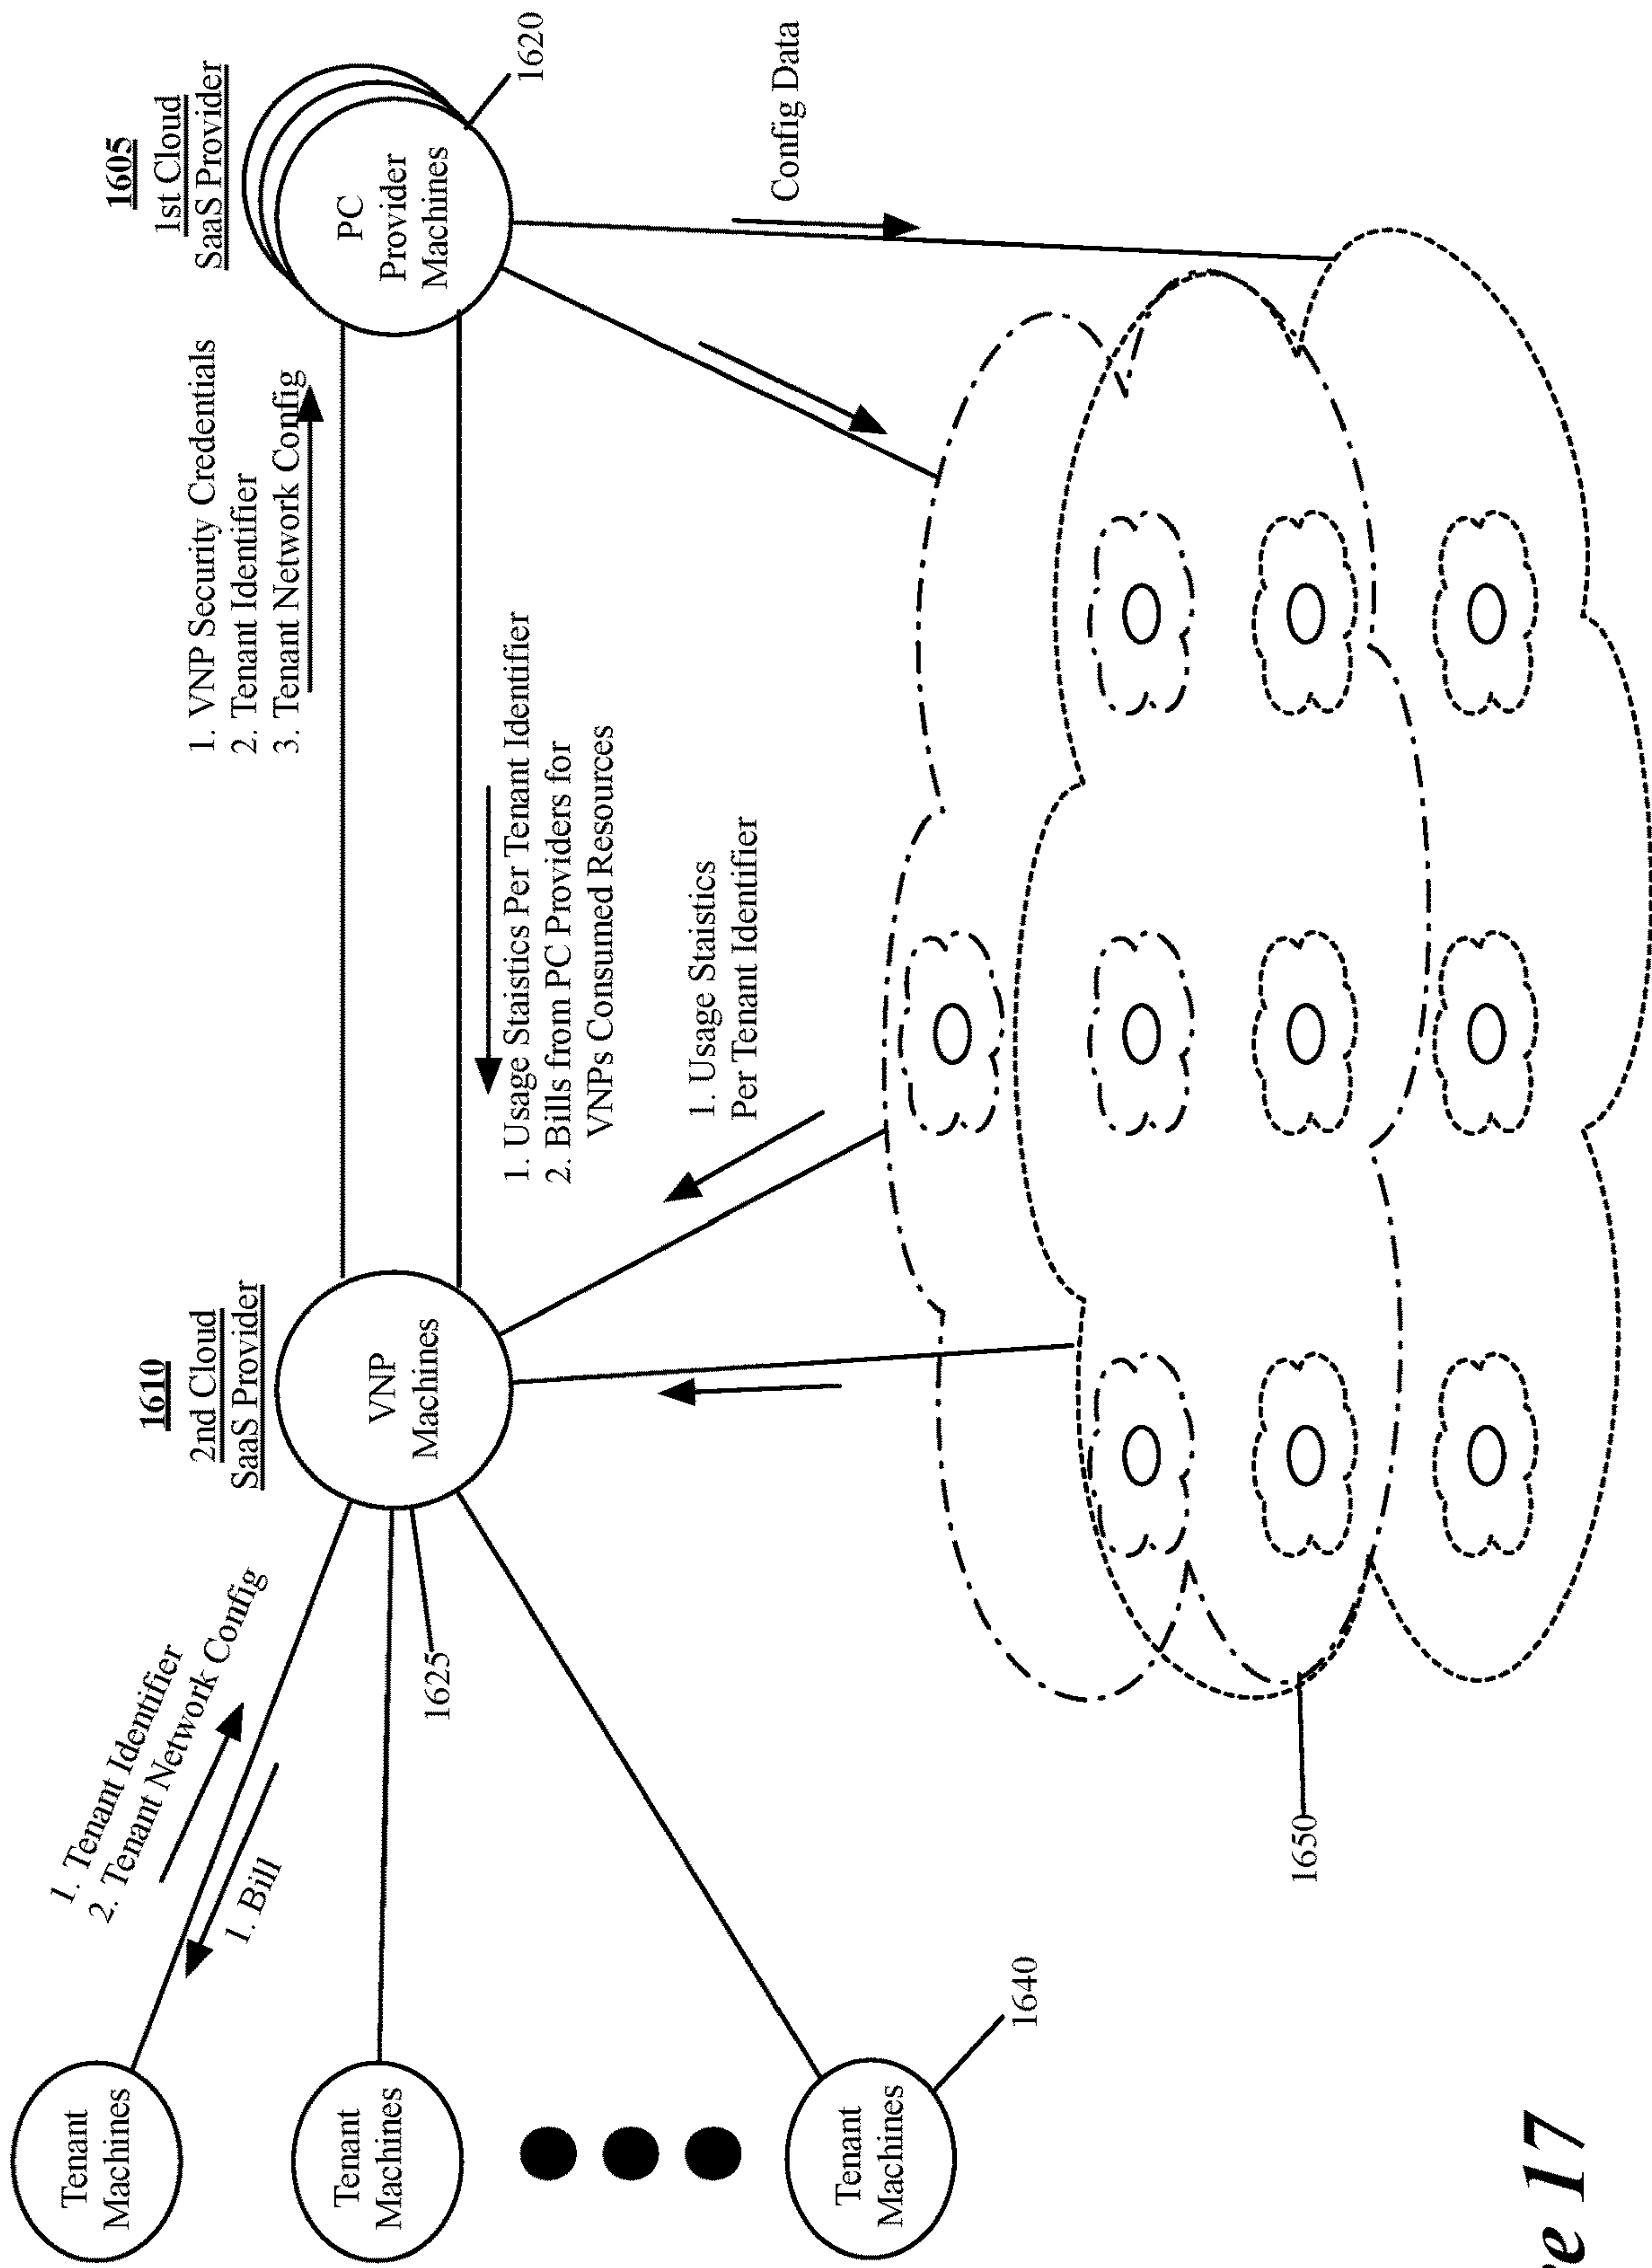 1610
2nd Cloud
SaaS Provider
1605
1st Cloud
SaaS Provider
Tenant
Machines
1. Tenant Identifier
2. Tenant Network Config
1. Bill
VNP
Machines
1. VNP Security Credentials
2. Tenant Identifier
3. Tenant Network Config
PC
Provider
Machines
1620
Tenant
Machines
1625
1. Usage Staistics Per Tenant Identifier
2. Bills from PC Providers for
VNPs Consumed Resources
1. Usage Staistics
Per Tenant Identifier
Config Data
Tenant
Machines
1640
1650
17